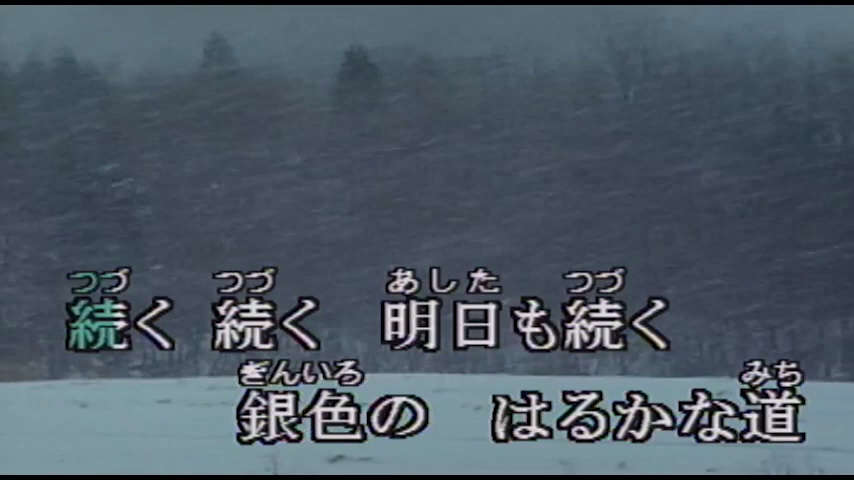 つづ つづ あした つづ
続く 続く 明日も続く
ぎんいろ みち
銀色の はるかな道